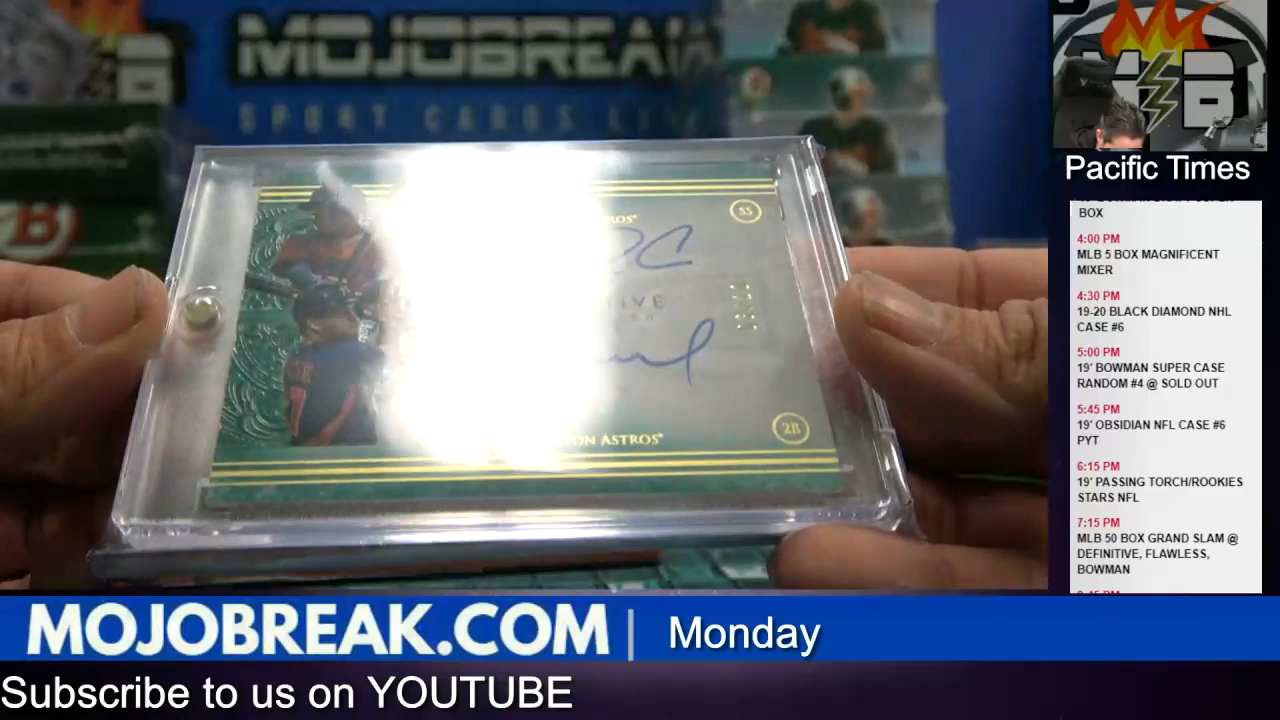 MOJOBREAK
SPORT CARDS LIVE
B
Pacific Times
BOX
4:00 PM
MLB 5 BOX MAGNIFICENT
MIXER
4:30 PM
19-20 BLACK DIAMOND NHL
CASE #6
5:00 PM
19' BOWMAN SUPER CASE
RANDOM #4 @ SOLD OUT
5:45 PM
19' OBSIDIAN NFL CASE #6
PYT
6:15 PM
19' PASSING TORCH/ROOKIES
STARS NFL
7:15 PM
MLB 50 BOX GRAND SLAM @
DEFINITIVE, FLAWLESS,
BOWMAN
SS
2B
ASTROS
MOJOBREAK.COM | Monday
Subscribe to us on YOUTUBE